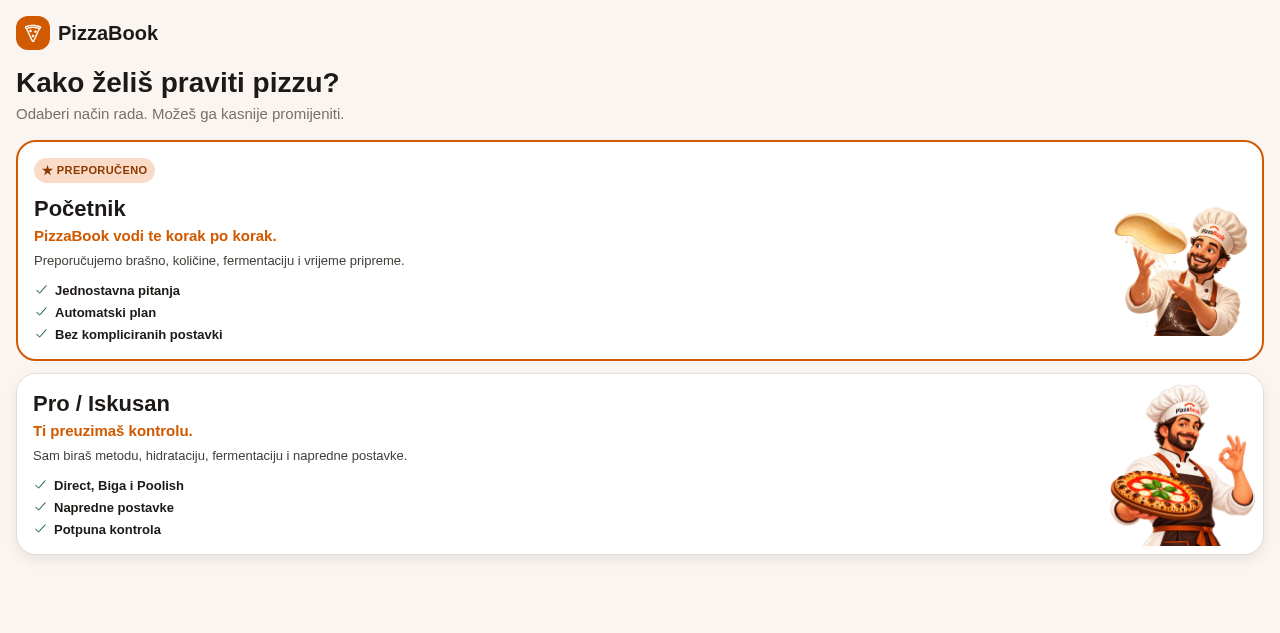 PizzaBook
Kako želiš praviti pizzu?
Odaberi način rada. Možeš ga kasnije promijeniti.
★ PREPORUČENO
Početnik
PizzaBook vodi te korak po korak.
Preporučujemo brašno, količine, fermentaciju i vrijeme pripreme.
Jednostavna pitanja
Automatski plan
Bez kompliciranih postavki
PizzaBook
Pro / Iskusan
Ti preuzimaš kontrolu.
Sam biraš metodu, hidrataciju, fermentaciju i napredne postavke.
Direct, Biga i Poolish
Napredne postavke
Potpuna kontrola
PizzaBook